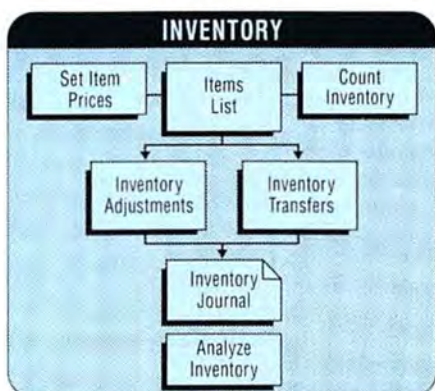 INVENTORY
Set Item
Prices
Items
List
Count
Inventory
Inventory
Adjustments
Inventory
Transfers
Inventory
Journal
Analyze
Inventory